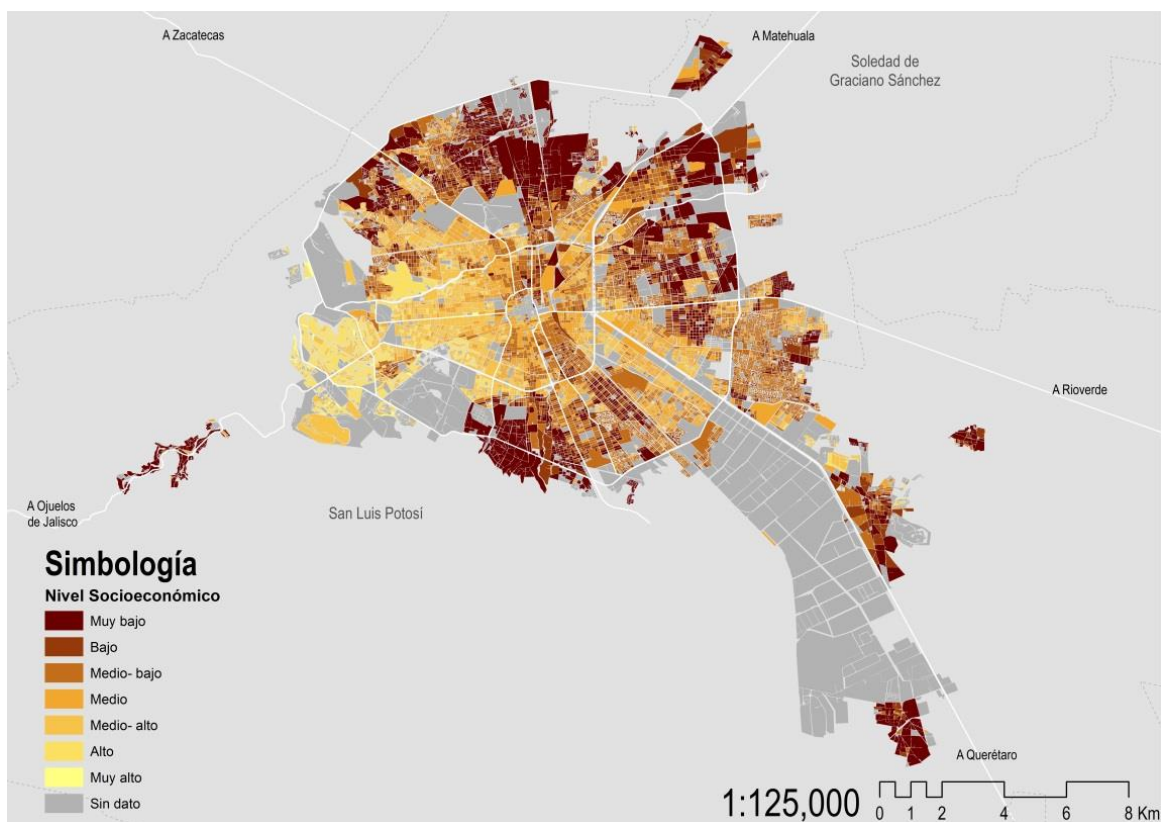 A Zacatecas
A Matehuala
Soledad de
Graciano Sánchez
A Rioverde
A Ojuelos
de Jalisco
San Luis Potosí
Simbología
Nivel Socioeconómico
Muy bajo
Bajo
Medio- bajo
Medio
Medio- alto
Alto
Muy alto
Sin dato
A Querétaro
1:125,000
0 1 2 4 6 8 Km